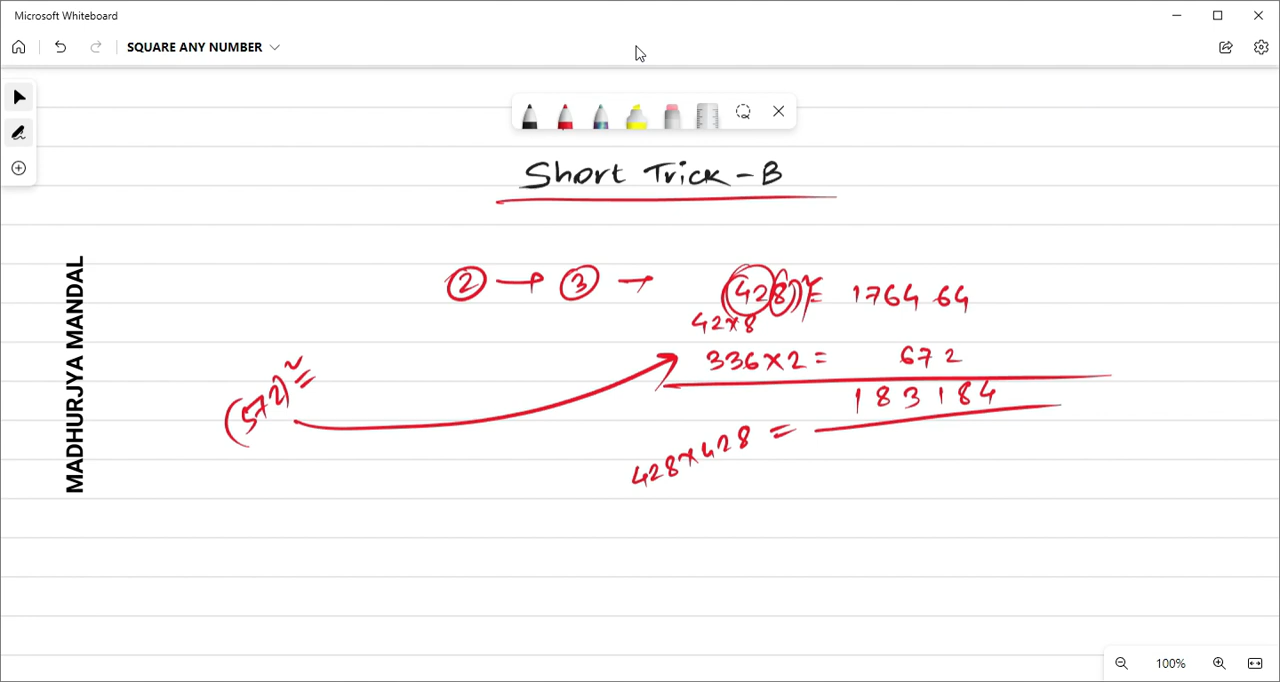 Microsoft Whiteboard
SQUARE ANY NUMBER
Short Trick-B
② → ③ → (428)² = 1764 64
42×8
336×2 = 672
183184
428×428 =
(572)² =
MADHURJYA MANDAL
100%